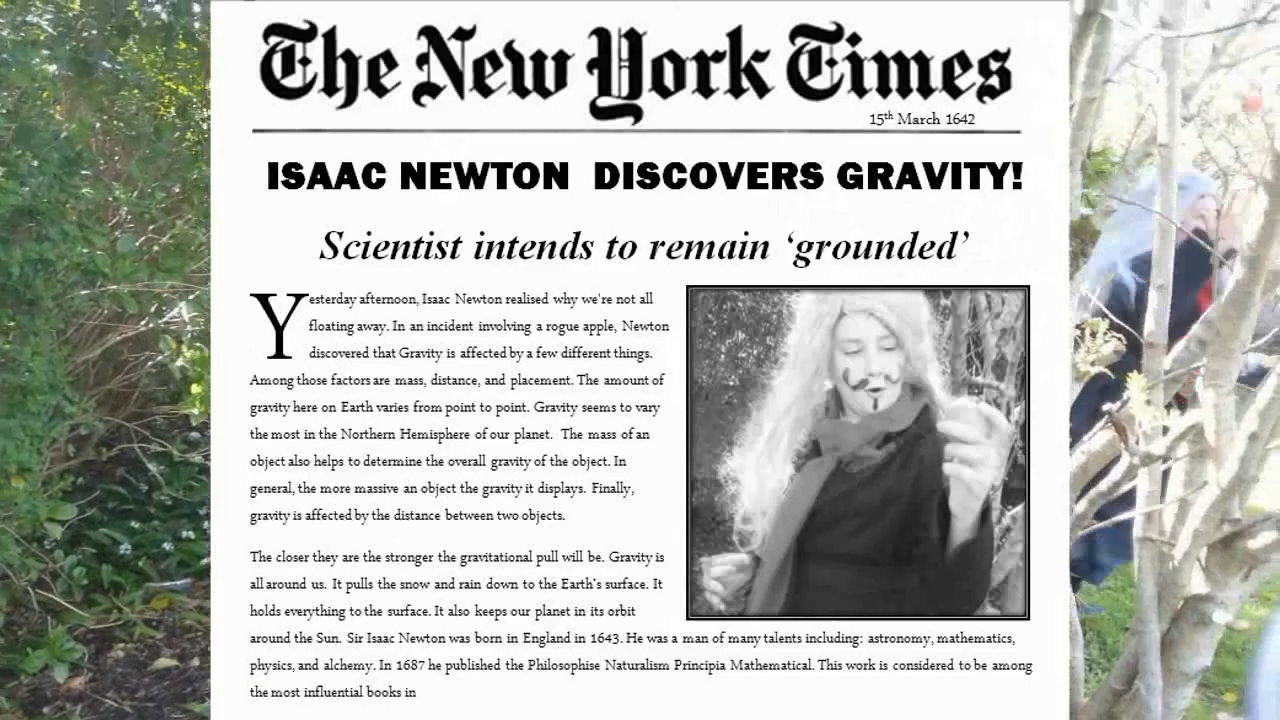 The New York Times
15th March 1642
ISAAC NEWTON DISCOVERS GRAVITY!
Scientist intends to remain ‘grounded’
Yesterday afternoon, Isaac Newton realised why we're not all
floating away. In an incident involving a rogue apple, Newton
discovered that Gravity is affected by a few different things.
Among those factors are mass, distance, and placement. The amount of
gravity here on Earth varies from point to point. Gravity seems to vary
the most in the Northern Hemisphere of our planet. The mass of an
object also helps to determine the overall gravity of the object. In
general, the more massive an object the gravity it displays. Finally,
gravity is affected by the distance between two objects.
The closer they are the stronger the gravitational pull will be. Gravity is
all around us. It pulls the snow and rain down to the Earth's surface. It
holds everything to the surface. It also keeps our planet in its orbit
around the Sun. Sir Isaac Newton was born in England in 1643. He was a man of many talents including: astronomy, mathematics,
physics, and alchemy. In 1687 he published the Philosophise Naturalism Principia Mathematical. This work is considered to be among
the most influential books in